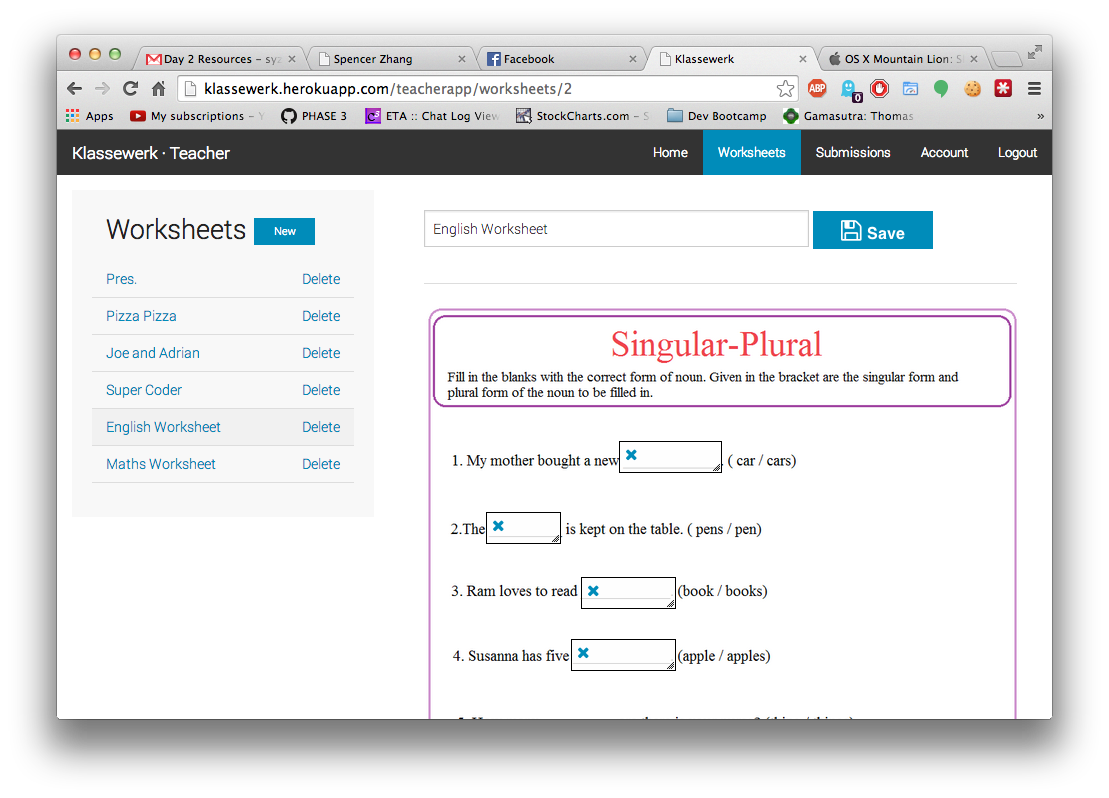 Day 2 Resources – syz
Spencer Zhang
Facebook
Klassewerk
OS X Mountain Lion: S
klassewerk.herokuapp.com/teacherapp/worksheets/2
ABP
0
Apps
My subscriptions – Y
PHASE 3
ETA :: Chat Log View
StockCharts.com – S
Dev Bootcamp
Gamasutra: Thomas
»
Klassewerk · Teacher
Home
Worksheets
Submissions
Account
Logout
Worksheets
New
Pres.
Delete
Pizza Pizza
Delete
Joe and Adrian
Delete
Super Coder
Delete
English Worksheet
Delete
Maths Worksheet
Delete
English Worksheet
Save
Singular-Plural
Fill in the blanks with the correct form of noun. Given in the bracket are the singular form and
plural form of the noun to be filled in.
1. My mother bought a new ( car / cars)
2.The is kept on the table. ( pens / pen)
3. Ram loves to read (book / books)
4. Susanna has five (apple / apples)